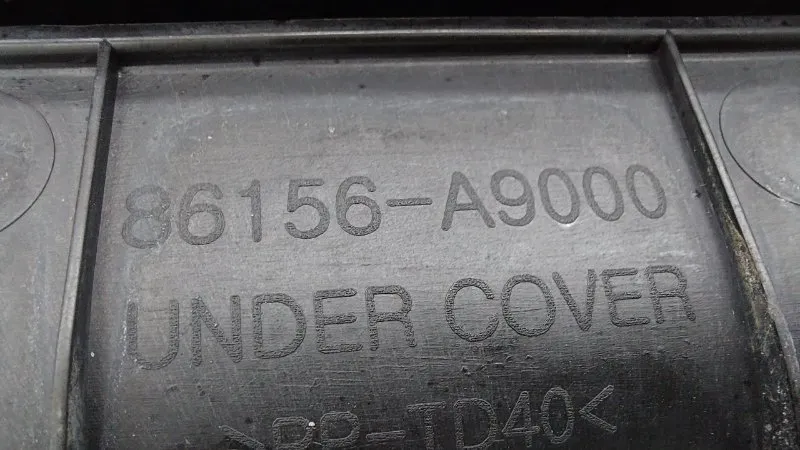 86156-A9000
UNDER COVER
>PP-TD40<